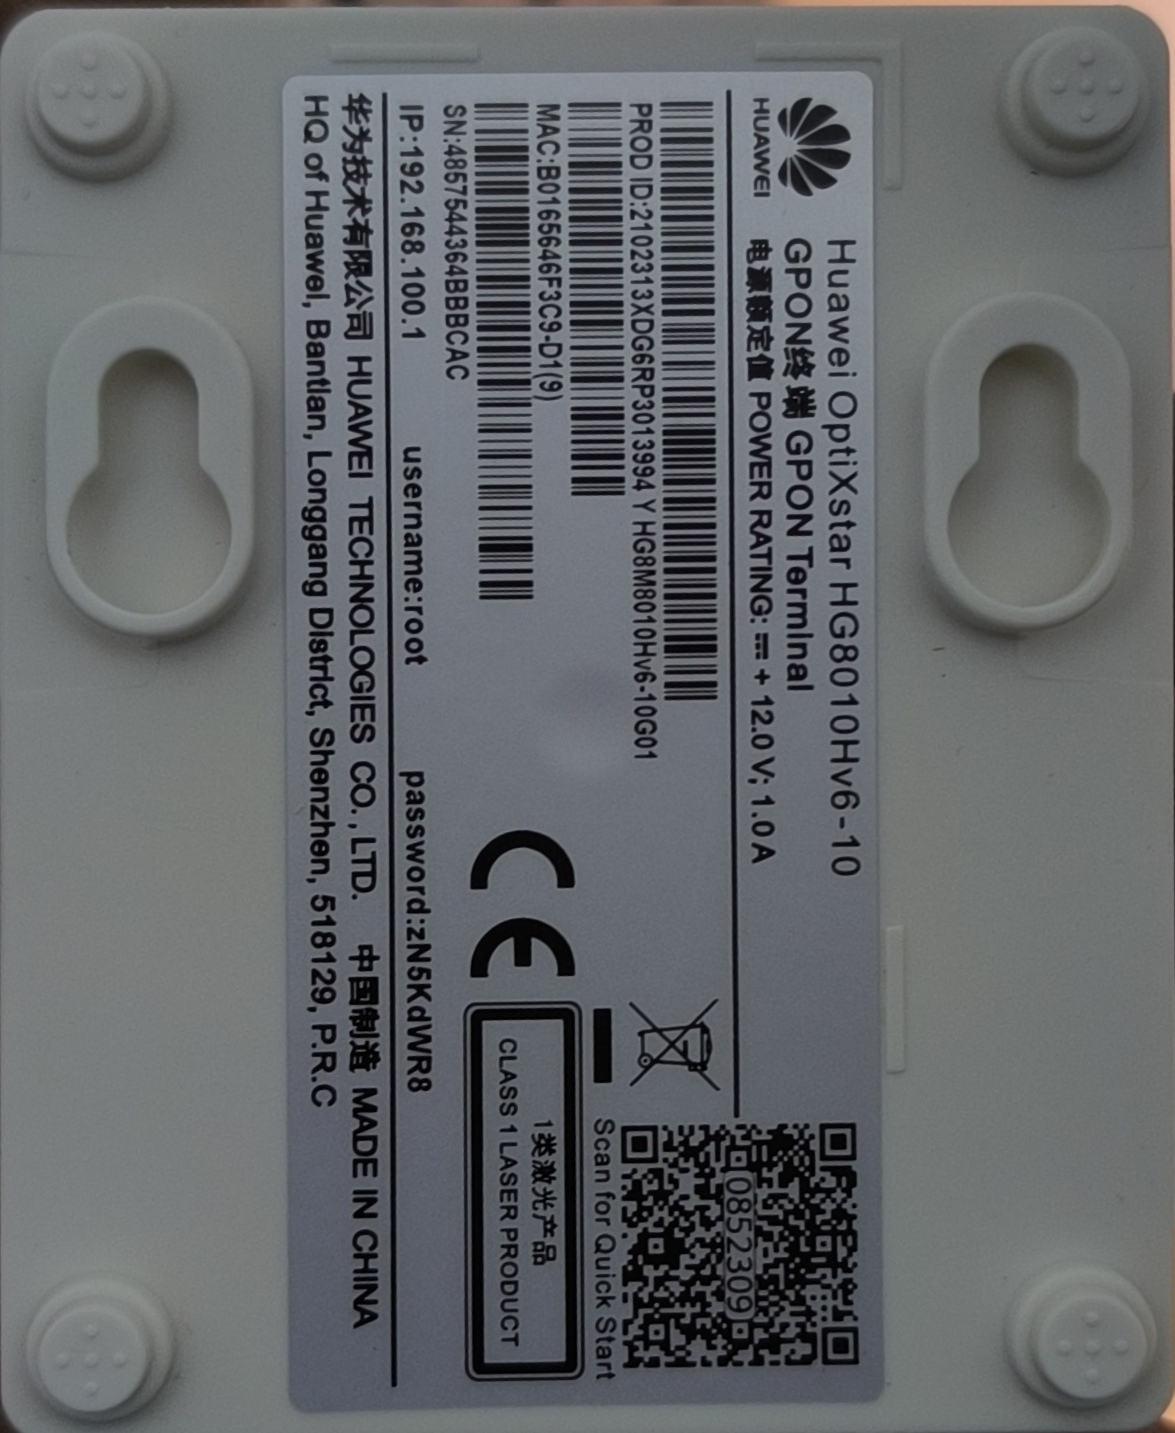 HUAWEI
Huawei OptiXstar HG8010Hv6-10
GPON终端 GPON Terminal
电源额定值 POWER RATING: ⎓ + 12.0 V; 1.0 A
PROD ID:2102313XDG6RP3013994 Y HG8M8010Hv6-10G01
MAC:B0165646F3C9-D1(9)
SN:4857544364BBBCAC
08523091
Scan for Quick Start
CE
1类激光产品
CLASS 1 LASER PRODUCT
IP:192.168.100.1 username:root password:zN5KdWR8
华为技术有限公司 HUAWEI TECHNOLOGIES CO.,LTD. 中国制造 MADE IN CHINA
HQ of Huawei, Bantian, Longgang District, Shenzhen, 518129, P.R.C